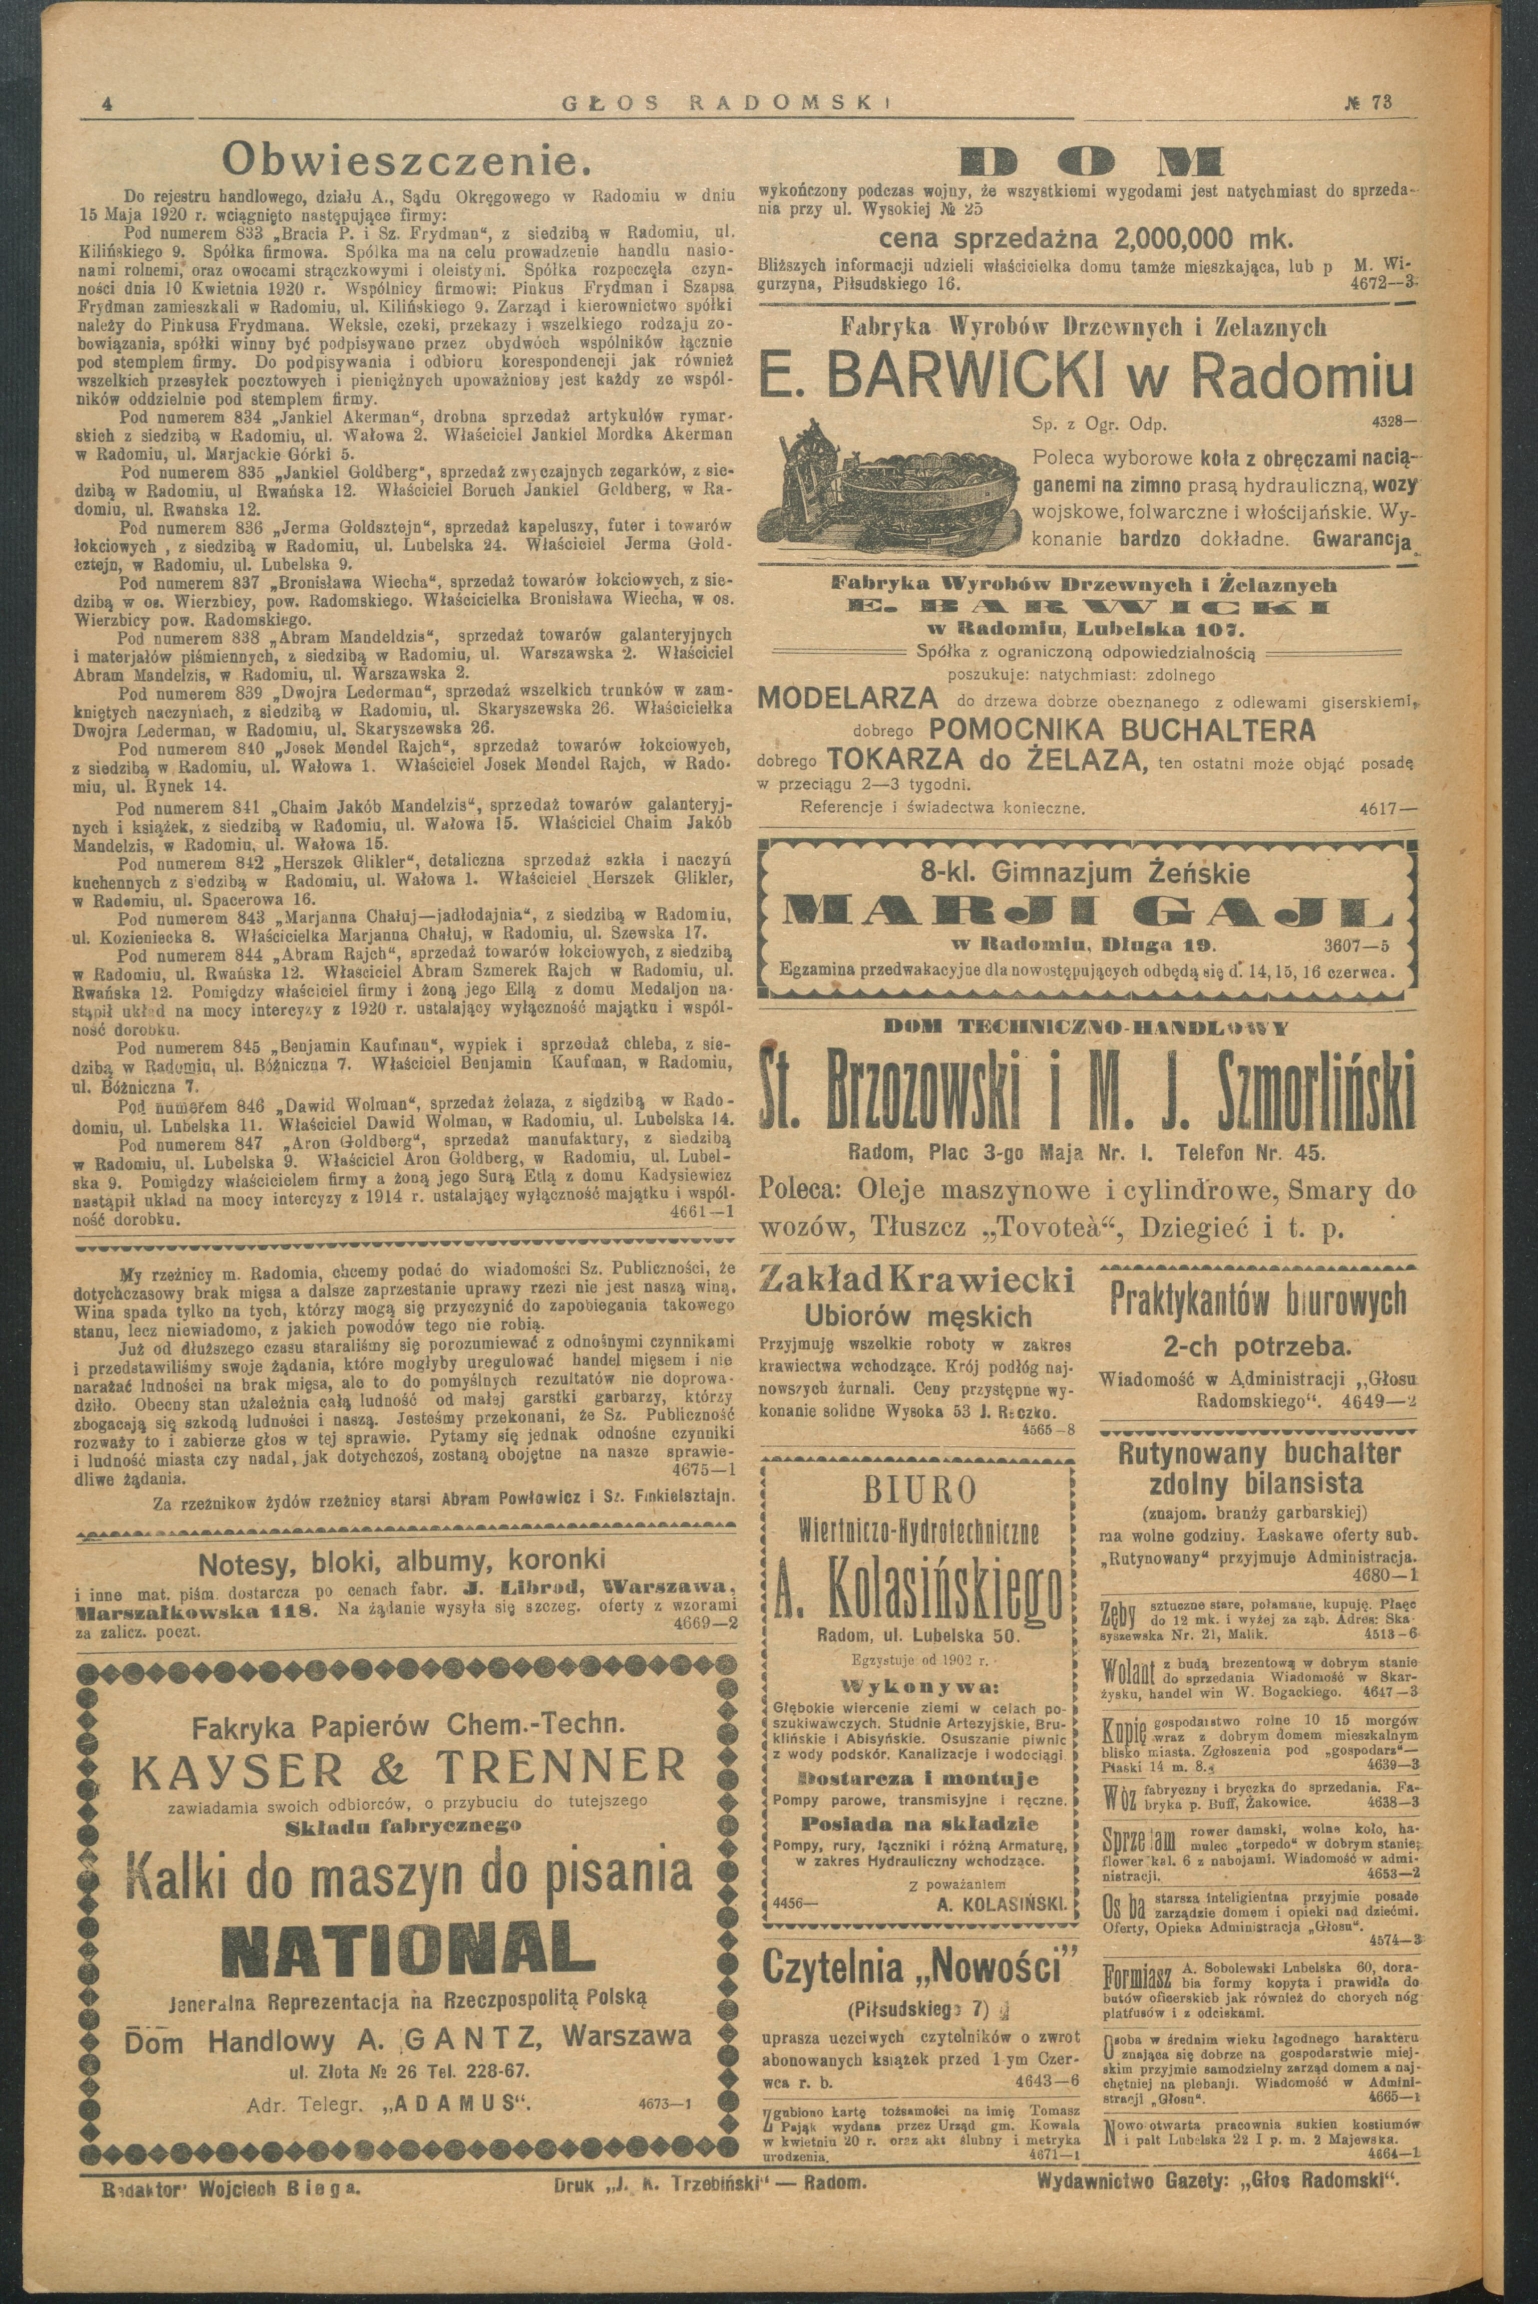 4
GŁOS RADOMSKI
№ 73
Obwieszczenie.
Do rejestru handlowego, działu A., Sądu Okręgowego w Radomiu w dniu
15 Maja 1920 r. wciągnięto następujące firmy:
Pod numerem 833 „Bracia P. i Sz. Frydman“, z siedzibą w Radomiu, ul.
Kilińskiego 9. Spółka firmowa. Spólka ma na celu prowadzenie handlu nasio-
nami rolnemi, oraz owocami strączkowymi i oleistymi. Spółka rozpoczęła czyn-
ności dnia 10 Kwietnia 1920 r. Wspólnicy firmowi: Pinkus Frydman i Szapsa
Frydman zamieszkali w Radomiu, ul. Kilińskiego 9. Zarząd i kierownictwo spółki
należy do Pinkusa Frydmana. Weksle, czeki, przekazy i wszelkiego rodzaju zo-
bowiązania, spółki winny być podpisywane przez obydwóch wspólników łącznie
pod stemplem firmy. Do podpisywania i odbioru korespondencji jak również
wszelkich przesyłek pocztowych i pieniężnych upoważniony jest każdy ze wspól-
ników oddzielnie pod stemplem firmy.
Pod numerem 834 „Jankiel Akerman“, drobna sprzedaż artykułów rymar-
skich z siedzibą w Radomiu, ul. Wałowa 2. Właściciel Jankiel Mordka Akerman
w Radomiu, ul. Marjackie Górki 5.
Pod numerem 835 „Jankiel Goldberg“, sprzedaż zwyczajnych zegarków, z sie-
dzibą w Radomiu, ul Rwańska 12. Właściciel Boruch Jankiel Goldberg, w Ra-
domiu, ul. Rwańska 12.
Pod numerem 836 „Jerma Goldsztejn“, sprzedaż kapeluszy, futer i towarów
łokciowych , z siedzibą w Radomiu, ul. Lubelska 24. Właściciel Jerma Gold-
cztejn, w Radomiu, ul. Lubelska 9.
Pod numerem 837 „Bronisława Wiecha“, sprzedaż towarów łokciowych, z sie-
dzibą w os. Wierzbicy, pow. Radomskiego. Właścicielka Bronisława Wiecha, w os.
Wierzbicy pow. Radomskiego.
Pod numerem 838 „Abram Mandeldzis“, sprzedaż towarów galanteryjnych
i materjałów piśmiennych, z siedzibą w Radomiu, ul. Warszawska 2. Właściciel
Abram Mandelzis, w Radomiu, ul. Warszawska 2.
Pod numerem 839 „Dwojra Lederman“, sprzedaż wszelkich trunków w zam-
kniętych naczyniach, z siedzibą w Radomiu, ul. Skaryszewska 26. Właścicielka
Dwojra Lederman, w Radomiu, ul. Skaryszewska 26.
Pod numerem 840 „Josek Mendel Rajch“, sprzedaż towarów łokciowych,
z siedzibą w Radomiu, ul. Wałowa 1. Właściciel Josek Mendel Rajch, w Rado-
miu, ul. Rynek 14.
Pod numerem 841 „Chaim Jakób Mandelzis“, sprzedaż towarów galanteryj-
nych i książek, z siedzibą w Radomiu, ul. Wałowa 15. Właściciel Chaim Jakób
Mandelzis, w Radomiu, ul. Wałowa 15.
Pod numerem 842 „Herszek Glikler“, detaliczna sprzedaż szkła i naczyń
kuchennych z siedzibą w Radomiu, ul. Wałowa 1. Właściciel Herszek Glikler,
w Radomiu, ul. Spacerowa 16.
Pod numerem 843 „Marjanna Chałuj—jadłodajnia“, z siedzibą w Radomiu,
ul. Kozieniecka 8. Właścicielka Marjanna Chałuj, w Radomiu, ul. Szewska 17.
Pod numerem 844 „Abram Rajch“, sprzedaż towarów łokciowych, z siedzibą
w Radomiu, ul. Rwańska 12. Własciciel Abram Szmerek Rajch w Radomiu, ul.
Rwańska 12. Pomiędzy właściciel firmy i żoną jego Ellą z domu Medaljon na-
stąpił układ na mocy intercyzy z 1920 r. ustalający wyłączność majątku i wspól-
ność dorobku.
Pod numerem 845 „Benjamin Kaufman“, wypiek i sprzedaż chleba, z sie-
dzibą w Radomiu, ul. Bóżniczna 7. Właściciel Benjamin Kaufman, w Radomiu,
ul. Bóżniczna 7.
Pod numerem 846 „Dawid Wolman“, sprzedaż żelaza, z siędzibą w Rado-
domiu, ul. Lubelska 11. Właściciel Dawid Wolman, w Radomiu, ul. Lubelska 14.
Pod numerem 847 „Aron Goldberg“, sprzedaż manufaktury, z siedzibą
w Radomiu, ul. Lubelska 9. Właściciel Aron Goldberg, w Radomiu, ul. Lubel-
ska 9. Pomiędzy właścicielem firmy a żoną jego Surą Etlą z domu Kadysiewicz
nastąpił układ na mocy intercyzy z 1914 r. ustalający wyłączność majątku i wspól-
ność dorobku. 4661—1
My rzeźnicy m. Radomia, chcemy podać do wiadomości Sz. Publiczności, że
dotychczasowy brak mięsa a dalsze zaprzestanie uprawy rzezi nie jest naszą winą.
Wina spada tylko na tych, którzy mogą się przyczynić do zapobiegania takowego
stanu, lecz niewiadomo, z jakich powodów tego nie robią.
Już od dłuższego czasu staraliśmy się porozumiewać z odnośnymi czynnikami
i przedstawiliśmy swoje żądania, które mogłyby uregulować handel mięsem i nie
narażać ludności na brak mięsa, ale to do pomyślnych rezultatów nie doprowa-
dziło. Obecny stan użależnia całą ludność od małej garstki garbarzy, którzy
zbogacają się szkodą ludności i naszą. Jesteśmy przekonani, że Sz. Publiczność
rozważy to i zabierze głos w tej sprawie. Pytamy się jednak odnośne czynniki
i ludność miasta czy nadal, jak dotychczoś, zostaną obojętne na nasze sprawie-
dliwe żądania. 4675—1
Za rzeźnikow żydów rzeźnicy starsi Abram Powłowicz i Sz. Finkielsztajn.
Notesy, bloki, albumy, koronki
i inne mat. piśm. dostarcza po cenach fabr. J. Librod, Warszawa,
Marszałkowska 118. Na żądanie wysyła się szczeg. oferty z wzorami
za zalicz. poczt. 4669—2
Fakryka Papierów Chem.-Techn.
KAYSER & TRENNER
zawiadamia swoich odbiorców, o przybuciu do tutejszego
Składu fabrycznego
Kalki do maszyn do pisania
NATIONAL
Jeneralna Reprezentacja na Rzeczpospolitą Polską
Dom Handlowy A. GANTZ, Warszawa
ul. Złota № 26 Tel. 228-67.
Adr. Telegr. „ADAMUS“. 4673—1
DOM
wykończony podczas wojny, że wszystkiemi wygodami jest natychmiast do sprzeda-
nia przy ul. Wysokiej № 25
cena sprzedażna 2,000,000 mk.
Bliższych informacji udzieli właścicielka domu tamże mieszkająca, lub p M. Wi-
gurzyna, Piłsudskiego 16. 4672—3
Fabryka Wyrobów Drzewnych i Zelaznych
E. BARWICKI w Radomiu
Sp. z Ogr. Odp. 4328—
Poleca wyborowe koła z obręczami nacią-
ganemi na zimno prasą hydrauliczną, wozy
wojskowe, folwarczne i włościjańskie. Wy-
konanie bardzo dokładne. Gwarancja
Fabryka Wyrobów Drzewnych i Żelaznych
E. BARWICKI
w Radomiu, Lubelska 107.
Spółka z ograniczoną odpowiedzialnością
poszukuje: natychmiast: zdolnego
MODELARZA do drzewa dobrze obeznanego z odlewami giserskiemi,
dobrego POMOCNIKA BUCHALTERA
dobrego TOKARZA do ŻELAZA, ten ostatni może objąć posadę
w przeciągu 2—3 tygodni.
Referencje i świadectwa konieczne. 4617—
8-kl. Gimnazjum Żeńskie
MARJI GAJL
w Radomiu, Długa 19. 3607—5
Egzamina przedwakacyjne dla nowostępujących odbędą się d. 14, 15, 16 czerwca.
DOM TECHNICZNO-HANDLOWY
St. Brzozowski i M. J. Szmorliński
Radom, Plac 3-go Maja Nr. I. Telefon Nr. 45.
Poleca: Oleje maszynowe i cylindrowe, Smary do
wozów, Tłuszcz „Tovoteà“, Dziegieć i t. p.
Zakład Krawiecki
Ubiorów męskich
Przyjmuję wszelkie roboty w zakres
krawiectwa wchodzące. Krój podłóg naj-
nowszych żurnali. Ceny przystępne wy-
konanie solidne Wysoka 53 J. Reczko.
4565—8
BIURO
Wiertniczo-Hydrotechniczne
A. Kolasińskiego
Radom, ul. Lubelska 50.
Egzystuje od 1902 r.
Wykonywa:
Głębokie wiercenie ziemi w celach po-
szukiwawczych. Studnie Artezyjskie, Bru-
klińskie i Abisyńskie. Osuszanie piwnic
z wody podskór. Kanalizacje i wodociągi
Dostarcza i montuje
Pompy parowe, transmisyjne i ręczne.
Posiada na składzie
Pompy, rury, łączniki i różną Armaturę,
w zakres Hydrauliczny wchodzące.
Z poważaniem
4456— A. KOLASIŃSKI.
Czytelnia „Nowości”
(Piłsudskiego 7)
uprasza uczciwych czytelników o zwrot
abonowanych książek przed 1-ym Czer-
wca r. b. 4643—6
Zgubiono kartę tożsamości na imię Tomasz
Pająk wydana przez Urząd gm. Kowala
w kwietniu 20 r. oraz akt ślubny i metryka
urodzenia. 4671—1
Praktykantów biurowych
2-ch potrzeba.
Wiadomość w Administracji „Głosu
Radomskiego“. 4649—2
Rutynowany buchalter
zdolny bilansista
(znajom. branży garbarskiej)
ma wolne godziny. Łaskawe oferty sub.
„Rutynowany“ przyjmuje Administracja.
4680—1
Zęby sztuczne stare, połamane, kupuję. Płacę
do 12 mk. i wyżej za ząb. Adres: Ska-
syszewska Nr. 21, Malik. 4513-6
Wolant z budą brezentową w dobrym stanie
do sprzedania Wiadomość w Skar-
żysku, handel win W. Bogackiego. 4647—3
Kupię gospodarstwo rolne 10 15 morgów
wraz z dobrym domem mieszkalnym
blisko miasta. Zgłoszenia pod „gospodarz“—
Piaski 14 m. 8. 4639—3
Wóz fabryczny i bryczka do sprzedania. Fa-
bryka p. Buff, Żakowice. 4638—3
Sprzedam rower damski, wolne koło, ha-
mulec „torpedo“ w dobrym stanie;
flower kal. 6 z nabojami. Wiadomość w admi-
nistracji. 4653—2
Osoba starsza inteligientna przyjmie posade
zarządzie domem i opieki nad dziećmi.
Oferty, Opieka Administracja „Głosu“.
4574—3
Formiasz A. Sobolewski Lubelska 60, dora-
bia formy kopyta i prawidła do
butów oficerskich jak również do chorych nóg
platfusów i z odciskami.
Osoba w średnim wieku łagodnego harakteru
znająca się dobrze na gospodarstwie miej-
skim przyjmie samodzielny zarząd domem a naj-
chętniej na plebanji. Wiadomość w Admini-
stracji „Głosu“. 4665—1
Nowo otwarta pracownia sukien kostiumów
i palt Lubelska 22 I p. m. 2 Majewska.
4664—1
Redaktor Wojciech Biega.
Druk „J. K. Trzebiński“ — Radom.
Wydawnictwo Gazety: „Głos Radomski“.